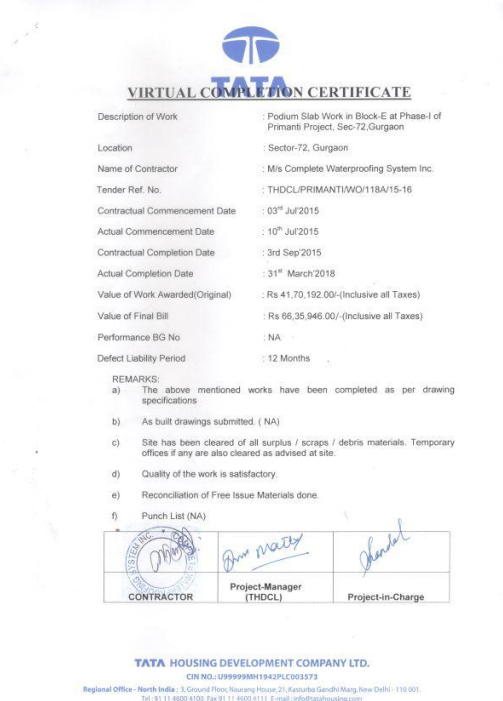 TATA
VIRTUAL COMPLETION CERTIFICATE
Description of Work : Podium Slab Work in Block-E at Phase-I of
Primanti Project, Sec-72,Gurgaon
Location : Sector-72, Gurgaon
Name of Contractor : M/s Complete Waterproofing System Inc.
Tender Ref. No. : THDCL/PRIMANTI/WO/118A/15-16
Contractual Commencement Date : 03rd Jul'2015
Actual Commencement Date : 10th Jul'2015
Contractual Completion Date : 3rd Sep'2015
Actual Completion Date : 31st March'2018
Value of Work Awarded(Original) : Rs 41,70,192.00/-(Inclusive all Taxes)
Value of Final Bill : Rs 66,35,946.00/-(Inclusive all Taxes)
Performance BG No : NA
Defect Liability Period : 12 Months
REMARKS:
a) The above mentioned works have been completed as per drawing
specifications
b) As built drawings submitted. ( NA)
c) Site has been cleared of all surplus / scraps / debris materials. Temporary
offices if any are also cleared as advised at site.
d) Quality of the work is satisfactory.
e) Reconciliation of Free Issue Materials done.
f) Punch List (NA)
SYSTEM INC.
CONTRACTOR
Project-Manager
(THDCL)
Project-in-Charge
TATA HOUSING DEVELOPMENT COMPANY LTD.
CIN NO.: U99999MH1942PLC003573
Regional Office - North India : 3, Ground Floor, Naurang House, 21, Kasturba Gandhi Marg, New Delhi - 110 001.
Tel : 91 11 4600 4100, Fax 91 11 4600 4111 E-mail : info@tatahousing.com